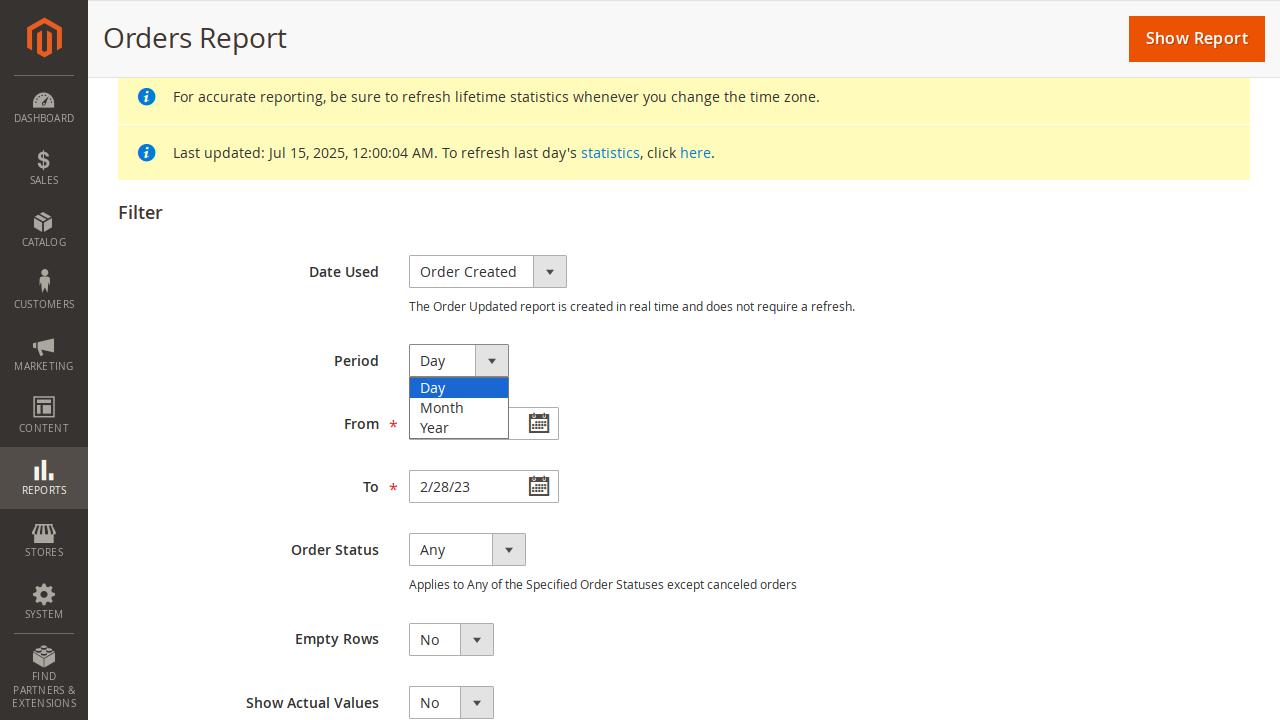 Orders Report
Show Report
For accurate reporting, be sure to refresh lifetime statistics whenever you change the time zone.
Last updated: Jul 15, 2025, 12:00:04 AM. To refresh last day's statistics, click here.
Filter
Date Used
Order Created
The Order Updated report is created in real time and does not require a refresh.
Period
Day
Day
Month
Year
From *
To *
2/28/23
Order Status
Any
Applies to Any of the Specified Order Statuses except canceled orders
Empty Rows
No
Show Actual Values
No
DASHBOARD
SALES
CATALOG
CUSTOMERS
MARKETING
CONTENT
REPORTS
STORES
SYSTEM
FIND
PARTNERS &
EXTENSIONS